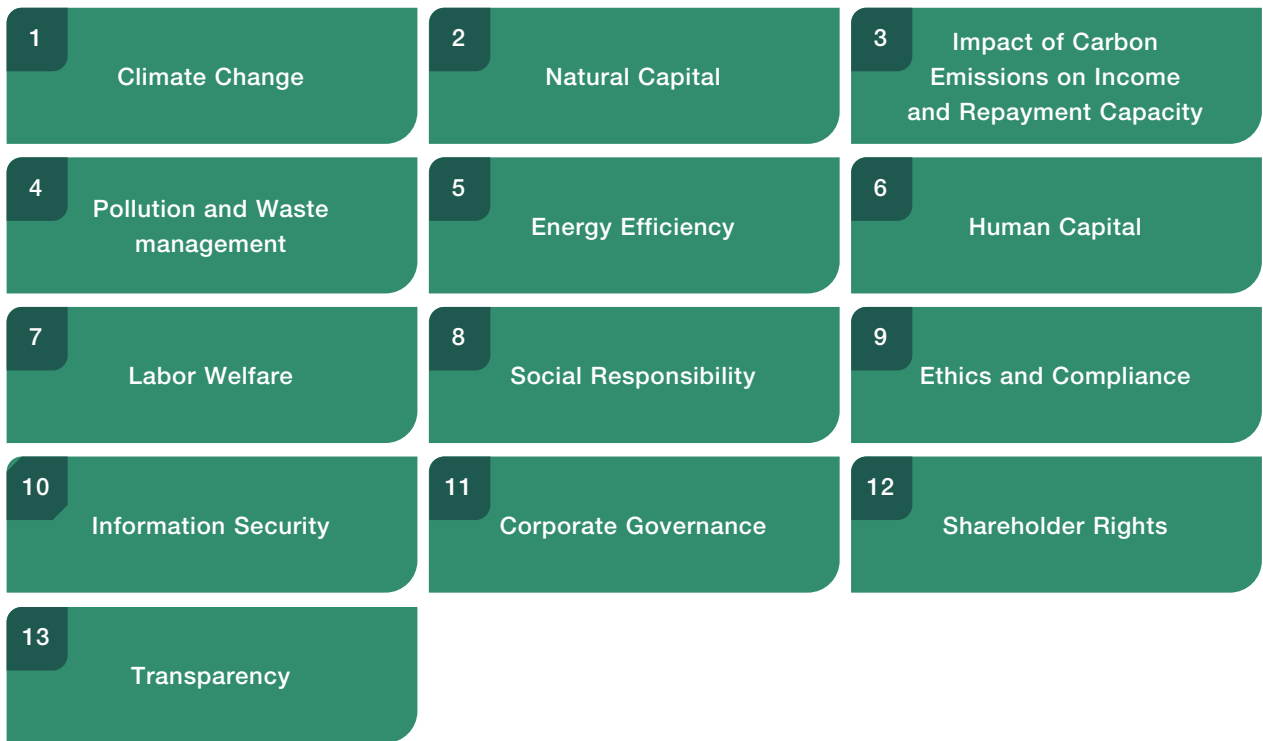 1
Climate Change
2
Natural Capital
3
Impact of Carbon
Emissions on Income
and Repayment Capacity
4
Pollution and Waste
management
5
Energy Efficiency
6
Human Capital
7
Labor Welfare
8
Social Responsibility
9
Ethics and Compliance
10
Information Security
11
Corporate Governance
12
Shareholder Rights
13
Transparency